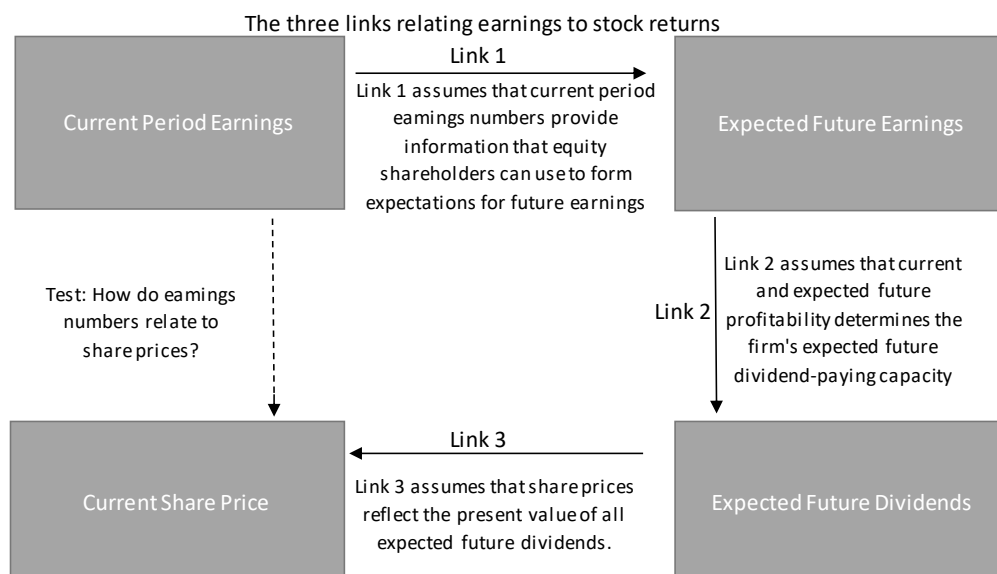 The three links relating earnings to stock returns
Link 1
Current Period Earnings
Link 1 assumes that current period
earnings numbers provide
information that equity
shareholders can use to form
expectations for future earnings
Expected Future Earnings
Test: How do earnings
numbers relate to
share prices?
Link 2
Link 2 assumes that current
and expected future
profitability determines the
firm's expected future
dividend-paying capacity
Current Share Price
Link 3
Link 3 assumes that share prices
reflect the present value of all
expected future dividends.
Expected Future Dividends